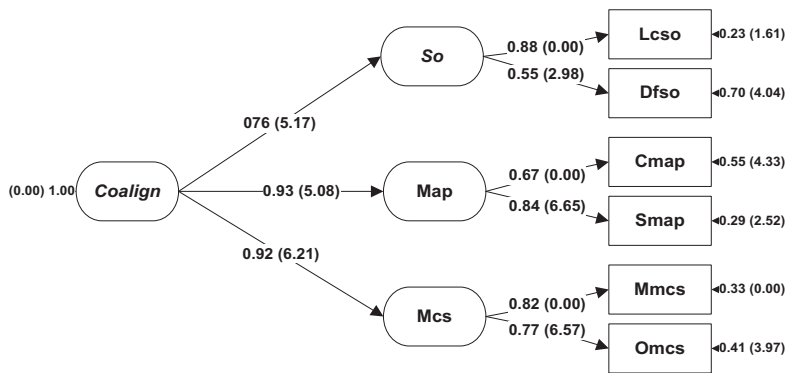 So
0.88 (0.00)
Lcso
0.23 (1.61)
0.55 (2.98)
Dfso
0.70 (4.04)
076 (5.17)
(0.00) 1.00
Coalign
0.93 (5.08)
Map
0.67 (0.00)
Cmap
0.55 (4.33)
0.84 (6.65)
Smap
0.29 (2.52)
0.92 (6.21)
Mcs
0.82 (0.00)
Mmcs
0.33 (0.00)
0.77 (6.57)
Omcs
0.41 (3.97)